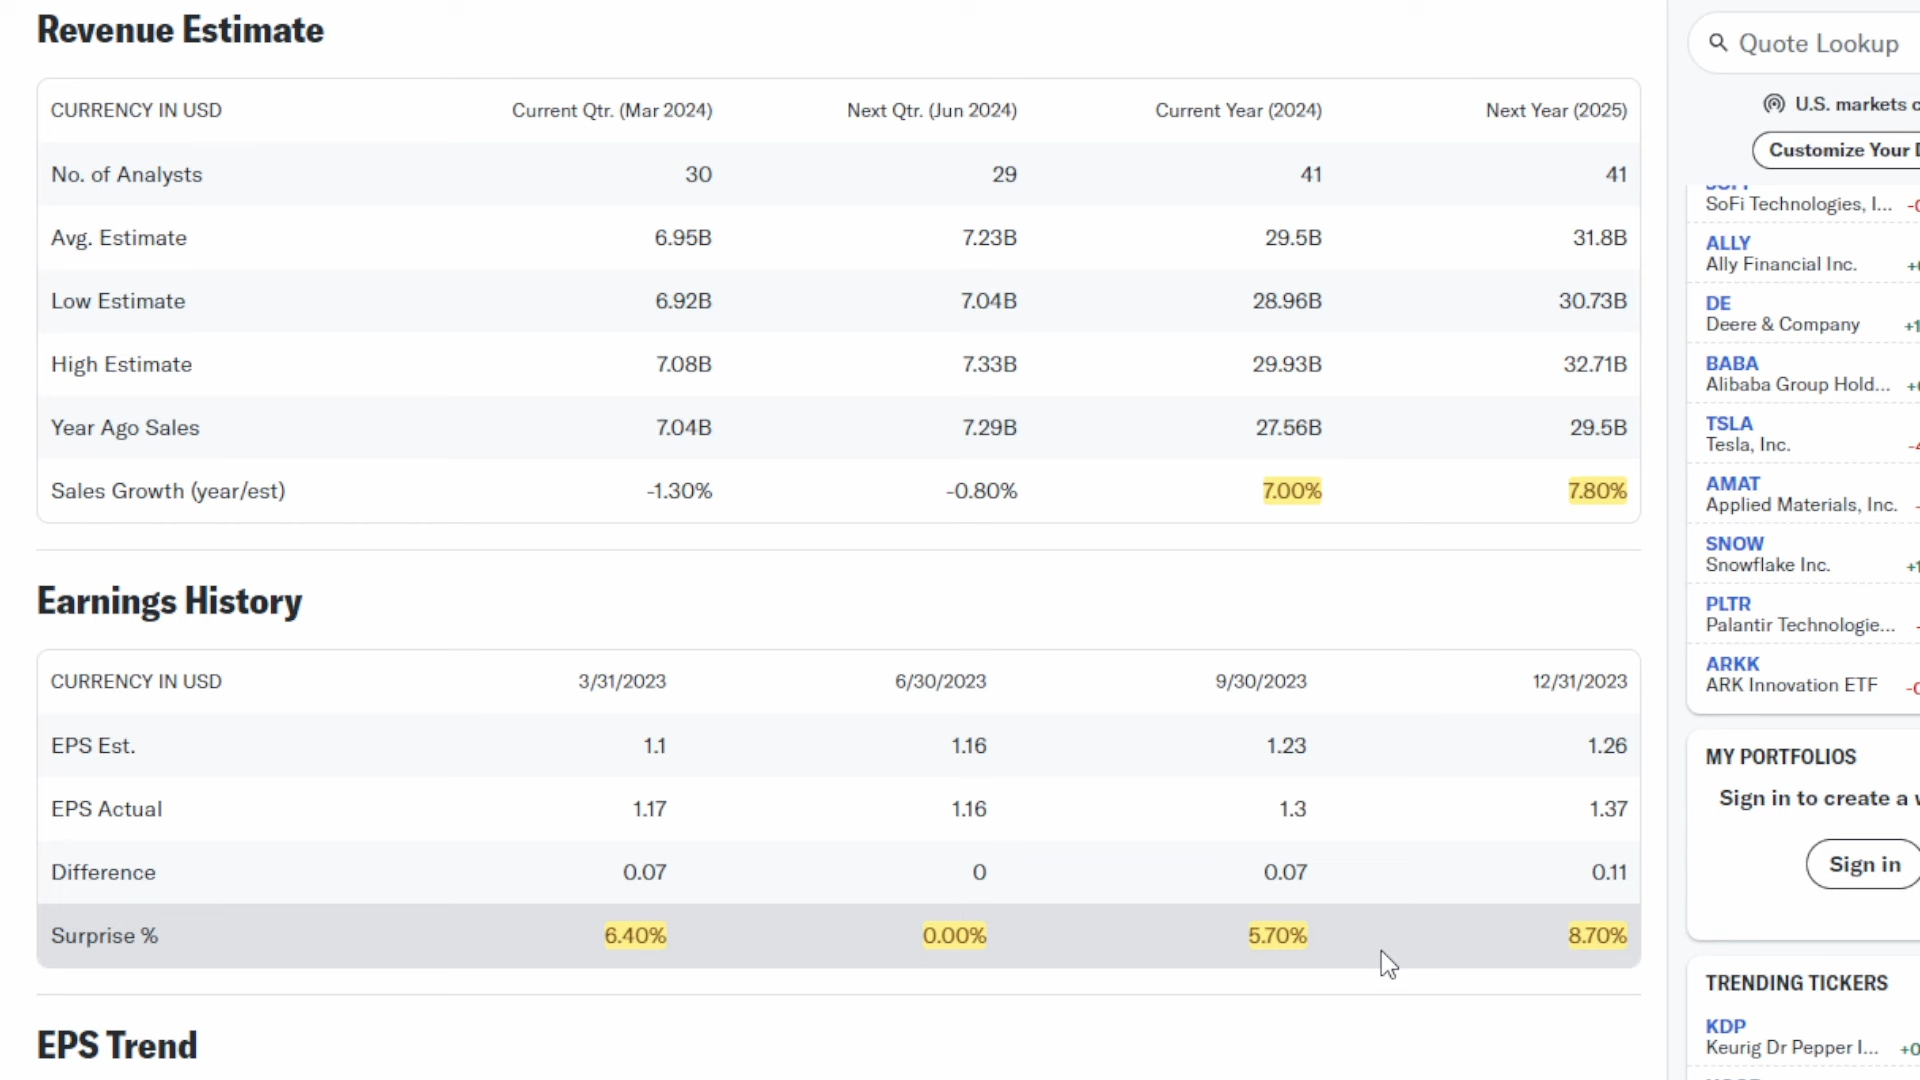 Revenue Estimate
CURRENCY IN USD Current Qtr. (Mar 2024) Next Qtr. (Jun 2024) Current Year (2024) Next Year (2025)
No. of Analysts 30 29 41 41
Avg. Estimate 6.95B 7.23B 29.5B 31.8B
Low Estimate 6.92B 7.04B 28.96B 30.73B
High Estimate 7.08B 7.33B 29.93B 32.71B
Year Ago Sales 7.04B 7.29B 27.56B 29.5B
Sales Growth (year/est) -1.30% -0.80% 7.00% 7.80%
Earnings History
CURRENCY IN USD 3/31/2023 6/30/2023 9/30/2023 12/31/2023
EPS Est. 1.1 1.16 1.23 1.26
EPS Actual 1.17 1.16 1.3 1.37
Difference 0.07 0 0.07 0.11
Surprise % 6.40% 0.00% 5.70% 8.70%
EPS Trend
Quote Lookup
U.S. markets c
Customize Your
SoFi Technologies, I...
ALLY
Ally Financial Inc.
DE
Deere & Company
BABA
Alibaba Group Hold...
TSLA
Tesla, Inc.
AMAT
Applied Materials, Inc.
SNOW
Snowflake Inc.
PLTR
Palantir Technologie...
ARKK
ARK Innovation ETF
MY PORTFOLIOS
Sign in to create a
Sign in
TRENDING TICKERS
KDP
Keurig Dr Pepper I...